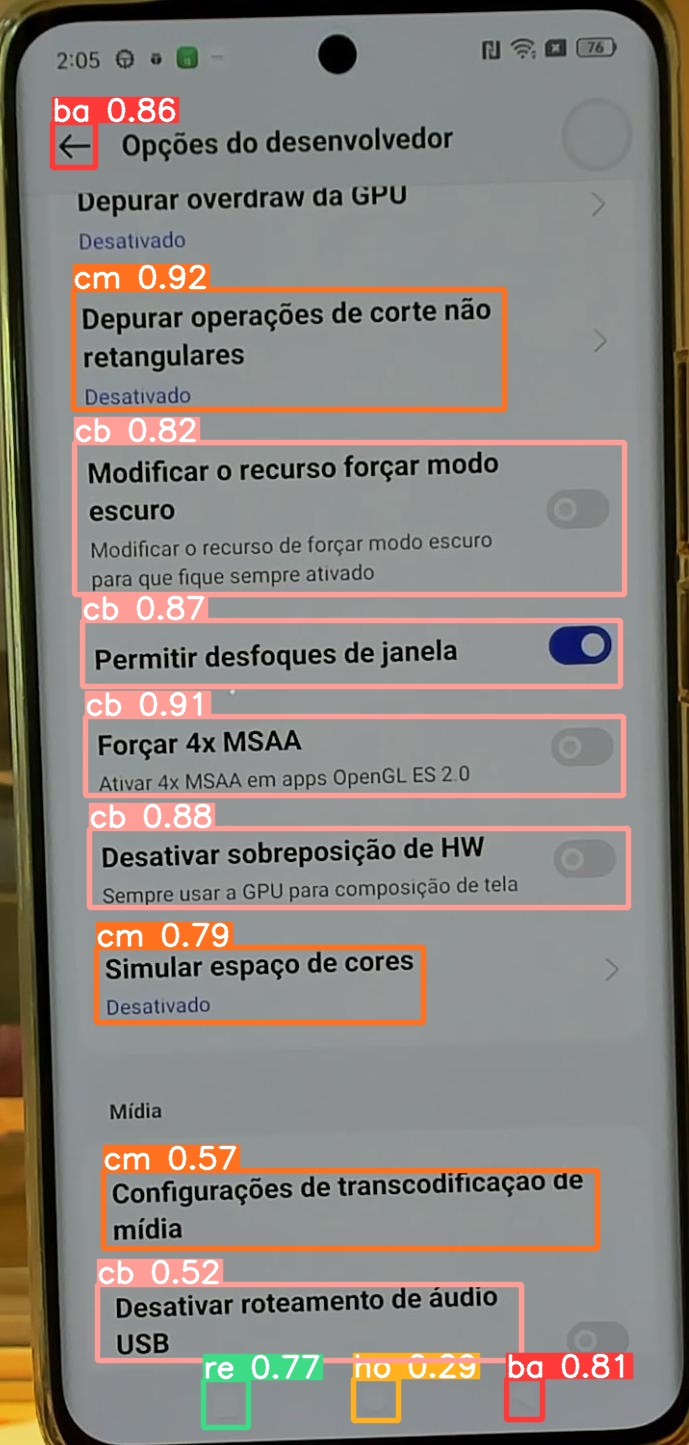 2:05
76
ba 0.86
Opções do desenvolvedor
Depurar overdraw da GPU
Desativado
cm 0.92
Depurar operações de corte não
retangulares
Desativado
cb 0.82
Modificar o recurso forçar modo
escuro
Modificar o recurso de forçar modo escuro
para que fique sempre ativado
cb 0.87
Permitir desfoques de janela
cb 0.91
Forçar 4x MSAA
Ativar 4x MSAA em apps OpenGL ES 2.0
cb 0.88
Desativar sobreposição de HW
Sempre usar a GPU para composição de tela
cm 0.79
Simular espaço de cores
Desativado
Mídia
cm 0.57
Configurações de transcodificação de
mídia
cb 0.52
Desativar roteamento de áudio
USB
re 0.77
ho 0.29
ba 0.81